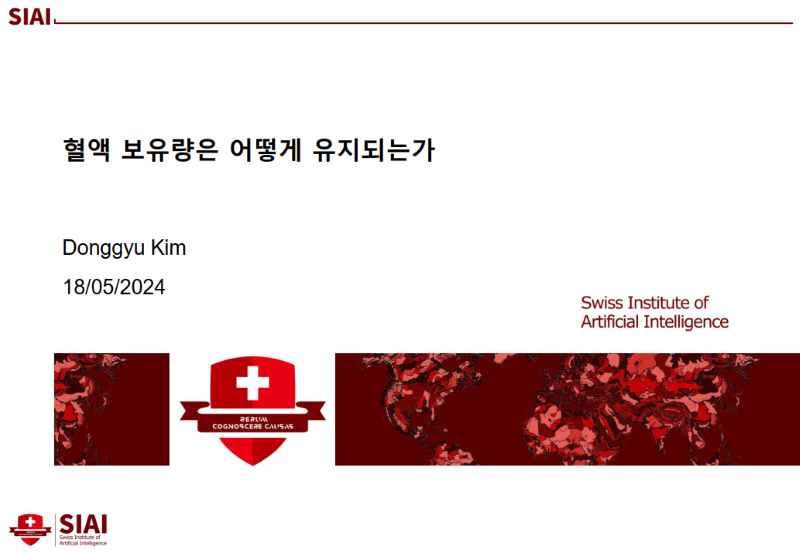 SIAI
혈액 보유량은 어떻게 유지되는가
Donggyu Kim
18/05/2024
Swiss Institute of
Artificial Intelligence
RERUM
COGNOSCERE CAUSAS
SIAI
Swiss Institute of
Artificial Intelligence